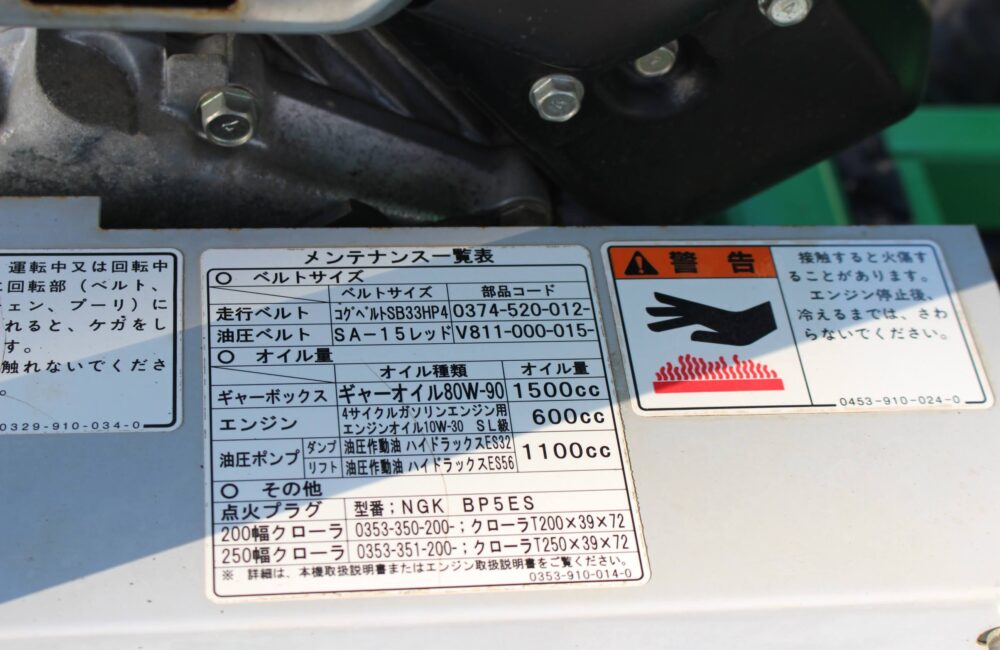 運転中又は回転中
回転部(ベルト、
ェン、プーリ)に
れると、ケガをし
す。
触れないでくださ
。
0329-910-034-0
メンテナンス一覧表
○ ベルトサイズ
ベルトサイズ 部品コード
走行ベルト コグベルトSB33HP4 0374-520-012-
油圧ベルト SA-15レッド V811-000-015-
○ オイル量
オイル種類 オイル量
ギャーボックス ギャーオイル80W-90 1500cc
エンジン 4サイクルガソリンエンジン用 エンジンオイル10W-30 SL級 600cc
油圧ポンプ ダンプ 油圧作動油 ハイドラックスES32 1100cc
リフト 油圧作動油 ハイドラックスES56
○ その他
点火プラグ 型番;NGK BP5ES
200幅クローラ 0353-350-200-;クローラT200×39×72
250幅クローラ 0353-351-200-;クローラT250×39×72
※ 詳細は、本機取扱説明書またはエンジン取扱説明書をご覧ください。
0353-910-014-0
警告
接触すると火傷す
ることがあります。
エンジン停止後、
冷えるまでは、さわ
らないでください。
0453-910-024-0